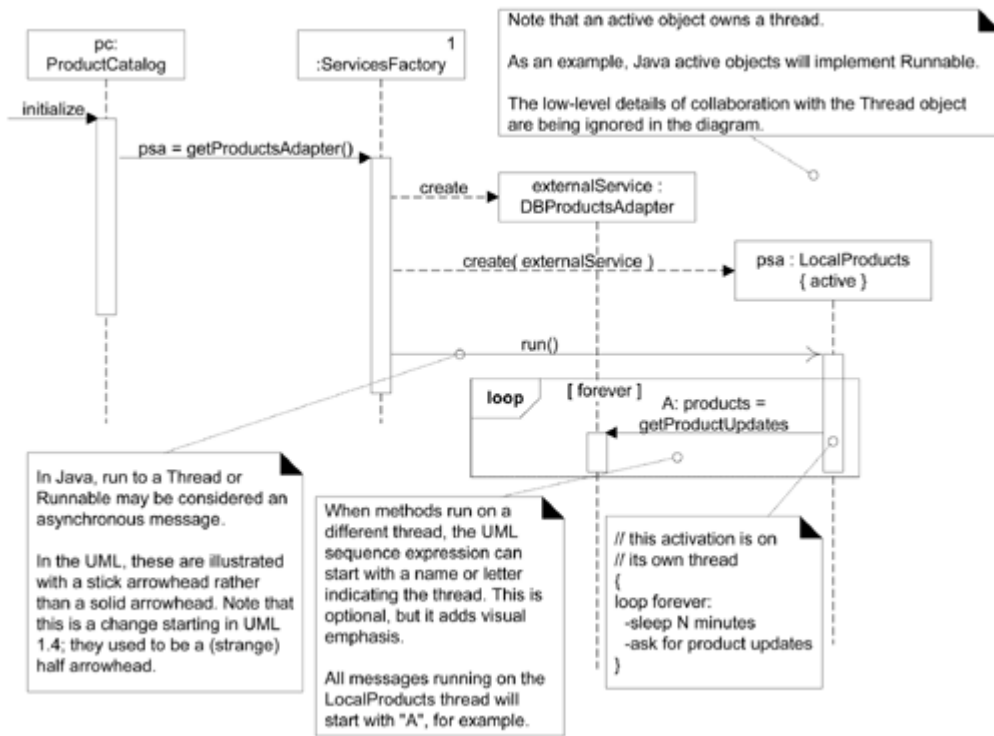 Note that an active object owns a thread.
As an example, Java active objects will implement Runnable.
The low-level details of collaboration with the Thread object
are being ignored in the diagram.
pc:
ProductCatalog
1
:ServicesFactory
initialize
psa = getProductsAdapter()
create
externalService :
DBProductsAdapter
create( externalService )
psa : LocalProducts
{ active }
run()
loop
[ forever ]
A: products =
getProductUpdates
In Java, run to a Thread or
Runnable may be considered an
asynchronous message.
In the UML, these are illustrated
with a stick arrowhead rather
than a solid arrowhead. Note that
this is a change starting in UML
1.4; they used to be a (strange)
half arrowhead.
When methods run on a
different thread, the UML
sequence expression can
start with a name or letter
indicating the thread. This is
optional, but it adds visual
emphasis.
All messages running on the
LocalProducts thread will
start with "A", for example.
// this activation is on
// its own thread
{
loop forever:
-sleep N minutes
-ask for product updates
}